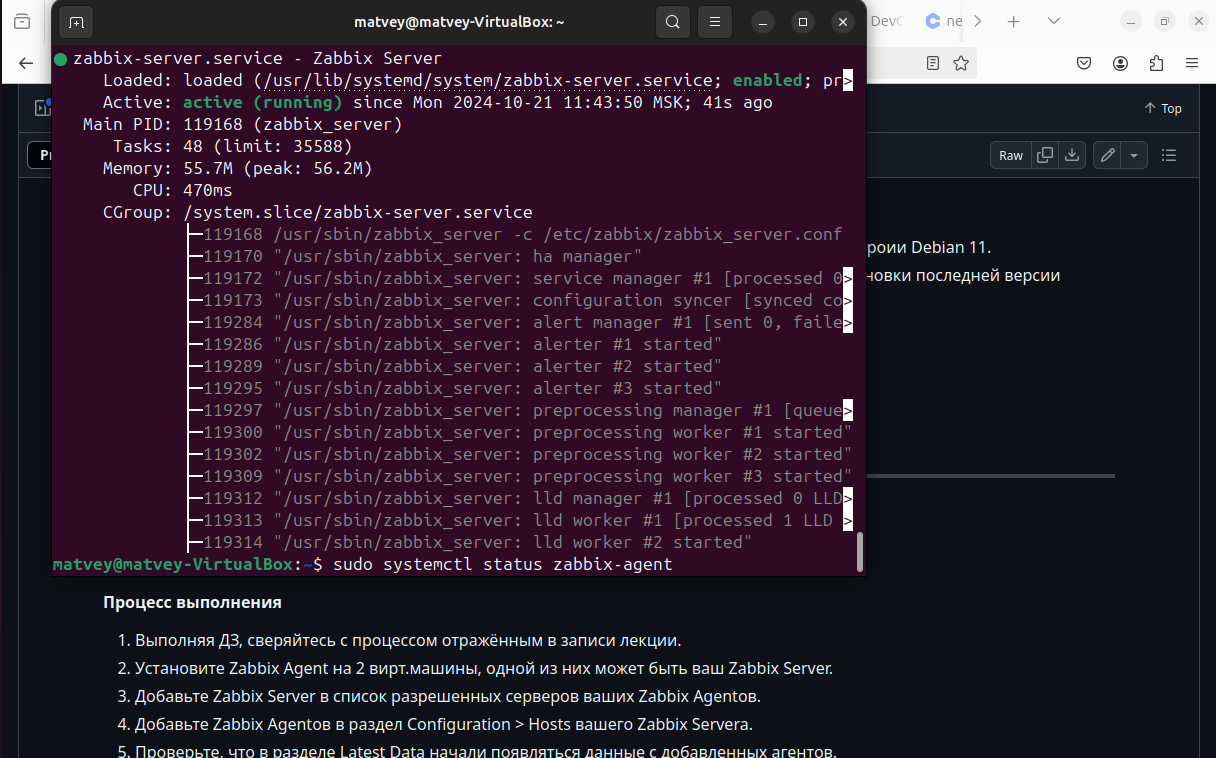 matvey@matvey-VirtualBox: ~
DevO
ne
zabbix-server.service - Zabbix Server
Loaded: loaded (/usr/lib/systemd/system/zabbix-server.service; enabled; pr>
Active: active (running) since Mon 2024-10-21 11:43:50 MSK; 41s ago
Main PID: 119168 (zabbix_server)
Tasks: 48 (limit: 35588)
Memory: 55.7M (peak: 56.2M)
CPU: 470ms
CGroup: /system.slice/zabbix-server.service
├─119168 /usr/sbin/zabbix_server -c /etc/zabbix/zabbix_server.conf
├─119170 "/usr/sbin/zabbix_server: ha manager"
├─119172 "/usr/sbin/zabbix_server: service manager #1 [processed 0>
├─119173 "/usr/sbin/zabbix_server: configuration syncer [synced co>
├─119284 "/usr/sbin/zabbix_server: alert manager #1 [sent 0, faile>
├─119286 "/usr/sbin/zabbix_server: alerter #1 started"
├─119289 "/usr/sbin/zabbix_server: alerter #2 started"
├─119295 "/usr/sbin/zabbix_server: alerter #3 started"
├─119297 "/usr/sbin/zabbix_server: preprocessing manager #1 [queue>
├─119300 "/usr/sbin/zabbix_server: preprocessing worker #1 started"
├─119302 "/usr/sbin/zabbix_server: preprocessing worker #2 started"
├─119309 "/usr/sbin/zabbix_server: preprocessing worker #3 started"
├─119312 "/usr/sbin/zabbix_server: lld manager #1 [processed 0 LLD>
├─119313 "/usr/sbin/zabbix_server: lld worker #1 [processed 1 LLD >
├─119314 "/usr/sbin/zabbix_server: lld worker #2 started"
matvey@matvey-VirtualBox:~$ sudo systemctl status zabbix-agent
Top
Raw
роии Debian 11.
новки последней версии
Процесс выполнения
1. Выполняя ДЗ, сверяйтесь с процессом отражённым в записи лекции.
2. Установите Zabbix Agent на 2 вирт.машины, одной из них может быть ваш Zabbix Server.
3. Добавьте Zabbix Server в список разрешенных серверов ваших Zabbix Agentов.
4. Добавьте Zabbix Agentов в раздел Configuration > Hosts вашего Zabbix Serverа.
5. Проверьте, что в разделе Latest Data начали появляться данные с добавленных агентов.